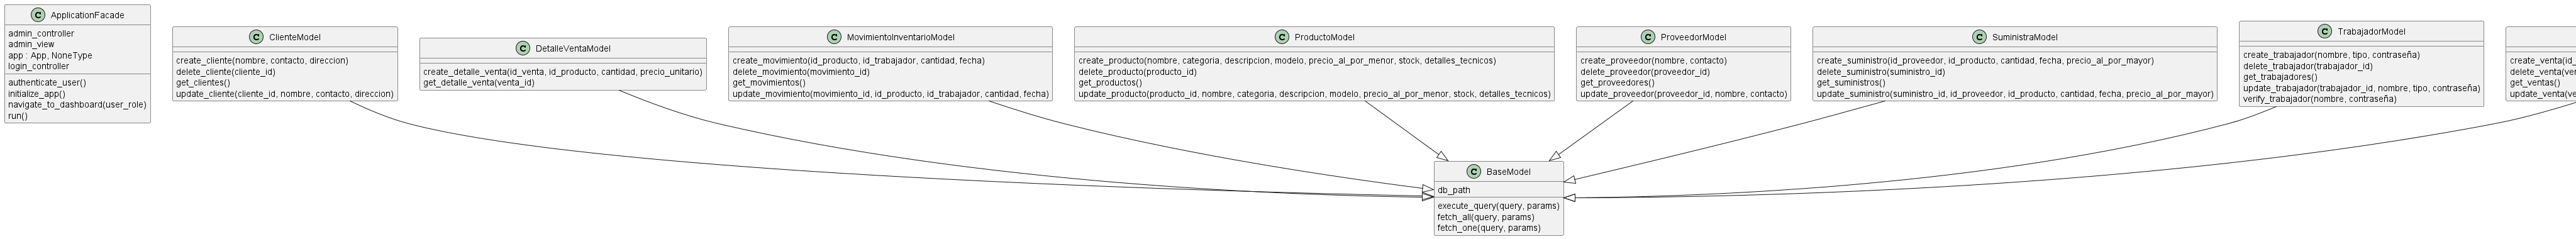 C ApplicationFacade
admin_controller
admin_view
app : App, NoneType
login_controller
authenticate_user()
initialize_app()
navigate_to_dashboard(user_role)
run()
C ClienteModel
create_cliente(nombre, contacto, direccion)
delete_cliente(cliente_id)
get_clientes()
update_cliente(cliente_id, nombre, contacto, direccion)
C DetalleVentaModel
create_detalle_venta(id_venta, id_producto, cantidad, precio_unitario)
get_detalle_venta(venta_id)
C MovimientoInventarioModel
create_movimiento(id_producto, id_trabajador, cantidad, fecha)
delete_movimiento(movimiento_id)
get_movimientos()
update_movimiento(movimiento_id, id_producto, id_trabajador, cantidad, fecha)
C ProductoModel
create_producto(nombre, categoria, descripcion, modelo, precio_al_por_menor, stock, detalles_tecnicos)
delete_producto(producto_id)
get_productos()
update_producto(producto_id, nombre, categoria, descripcion, modelo, precio_al_por_menor, stock, detalles_tecnicos)
C ProveedorModel
create_proveedor(nombre, contacto)
delete_proveedor(proveedor_id)
get_proveedores()
update_proveedor(proveedor_id, nombre, contacto)
C SuministraModel
create_suministro(id_proveedor, id_producto, cantidad, fecha, precio_al_por_mayor)
delete_suministro(suministro_id)
get_suministros()
update_suministro(suministro_id, id_proveedor, id_producto, cantidad, fecha, precio_al_por_mayor)
C TrabajadorModel
create_trabajador(nombre, tipo, contraseña)
delete_trabajador(trabajador_id)
get_trabajadores()
update_trabajador(trabajador_id, nombre, tipo, contraseña)
verify_trabajador(nombre, contraseña)
create_venta(id_
delete_venta(ven
get_ventas()
update_venta(ve
C BaseModel
db_path
execute_query(query, params)
fetch_all(query, params)
fetch_one(query, params)